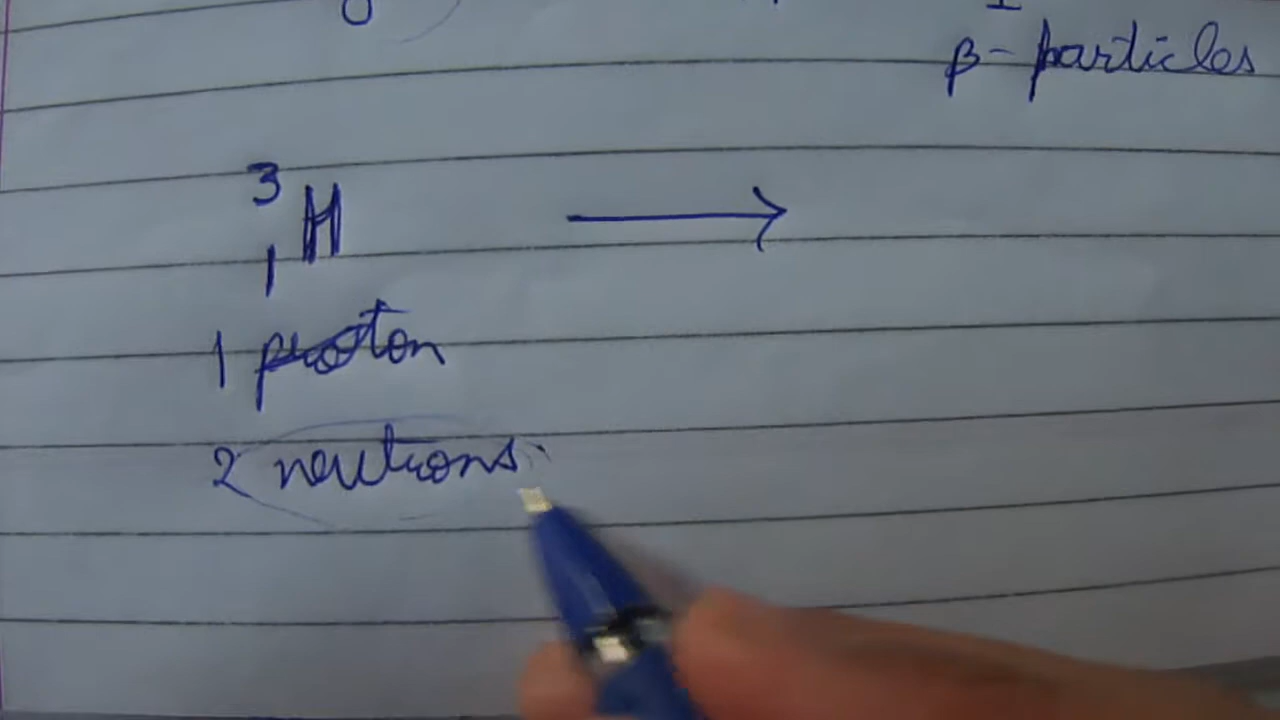 β- particles
³₁H ⟶
1 proton
2 neutrons